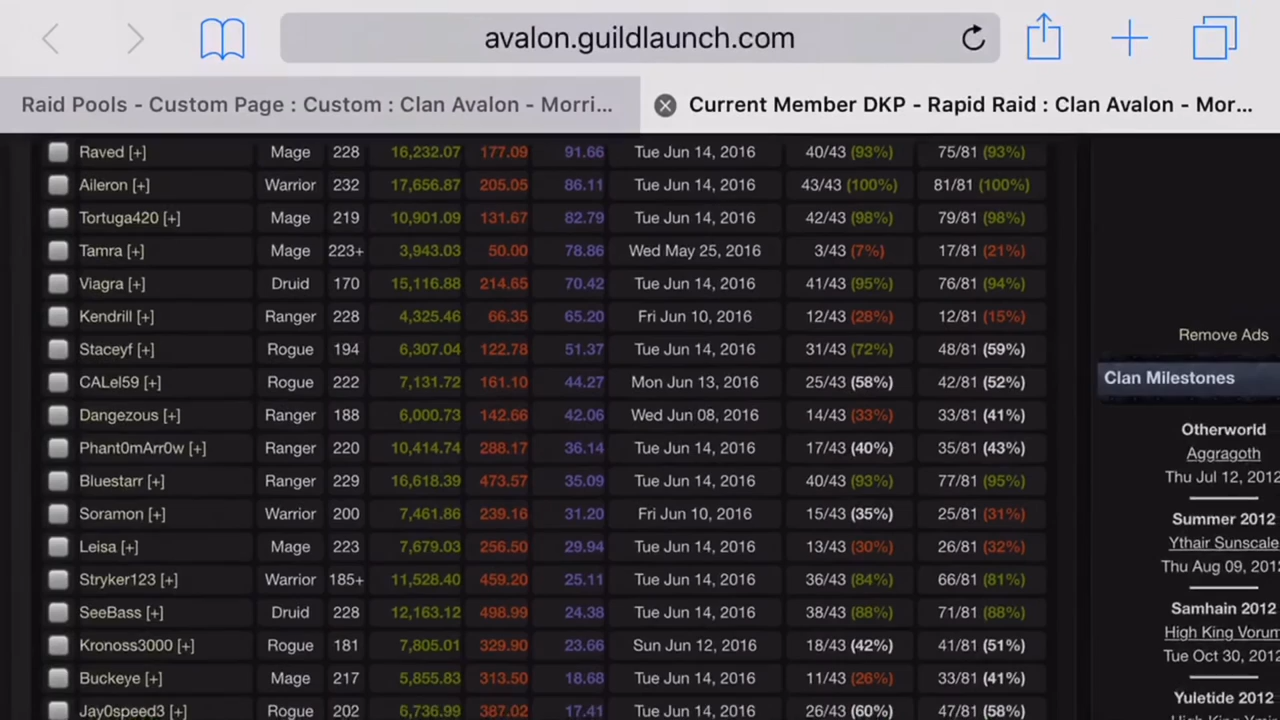 avalon.guildlaunch.com
Raid Pools - Custom Page : Custom : Clan Avalon - Morri...
Current Member DKP - Rapid Raid : Clan Avalon - Mor...
Raved [+] Mage 228 16,232.07 177.09 91.66 Tue Jun 14, 2016 40/43 (93%) 75/81 (93%)
Aileron [+] Warrior 232 17,656.87 205.05 86.11 Tue Jun 14, 2016 43/43 (100%) 81/81 (100%)
Tortuga420 [+] Mage 219 10,901.09 131.67 82.79 Tue Jun 14, 2016 42/43 (98%) 79/81 (98%)
Tamra [+] Mage 223+ 3,943.03 50.00 78.86 Wed May 25, 2016 3/43 (7%) 17/81 (21%)
Viagra [+] Druid 170 15,116.88 214.65 70.42 Tue Jun 14, 2016 41/43 (95%) 76/81 (94%)
Kendrill [+] Ranger 228 4,325.46 66.35 65.20 Fri Jun 10, 2016 12/43 (28%) 12/81 (15%)
Staceyf [+] Rogue 194 6,307.04 122.78 51.37 Tue Jun 14, 2016 31/43 (72%) 48/81 (59%)
CALel59 [+] Rogue 222 7,131.72 161.10 44.27 Mon Jun 13, 2016 25/43 (58%) 42/81 (52%)
Dangezous [+] Ranger 188 6,000.73 142.66 42.06 Wed Jun 08, 2016 14/43 (33%) 33/81 (41%)
Phant0mArr0w [+] Ranger 220 10,414.74 288.17 36.14 Tue Jun 14, 2016 17/43 (40%) 35/81 (43%)
Bluestarr [+] Ranger 229 16,618.39 473.57 35.09 Tue Jun 14, 2016 40/43 (93%) 77/81 (95%)
Soramon [+] Warrior 200 7,461.86 239.16 31.20 Fri Jun 10, 2016 15/43 (35%) 25/81 (31%)
Leisa [+] Mage 223 7,679.03 256.50 29.94 Tue Jun 14, 2016 13/43 (30%) 26/81 (32%)
Stryker123 [+] Warrior 185+ 11,528.40 459.20 25.11 Tue Jun 14, 2016 36/43 (84%) 66/81 (81%)
SeeBass [+] Druid 228 12,163.12 498.99 24.38 Tue Jun 14, 2016 38/43 (88%) 71/81 (88%)
Kronoss3000 [+] Rogue 181 7,805.01 329.90 23.66 Sun Jun 12, 2016 18/43 (42%) 41/81 (51%)
Buckeye [+] Mage 217 5,855.83 313.50 18.68 Tue Jun 14, 2016 11/43 (26%) 33/81 (41%)
Jay0speed3 [+] Rogue 202 6,736.99 387.02 17.41 Tue Jun 14, 2016 26/43 (60%) 47/81 (58%)
Remove Ads
Clan Milestones
Otherworld
Aggragoth
Thu Jul 12, 2012
Summer 2012
Ythair Sunscale
Thu Aug 09, 2012
Samhain 2012
High King Vorum
Tue Oct 30, 2012
Yuletide 2012